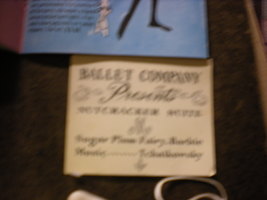 BALLET COMPANY
Presents
NUTCRACKER SUITE
Sugar Plum Fairy, Barbie
Music......... Tchaikovsky